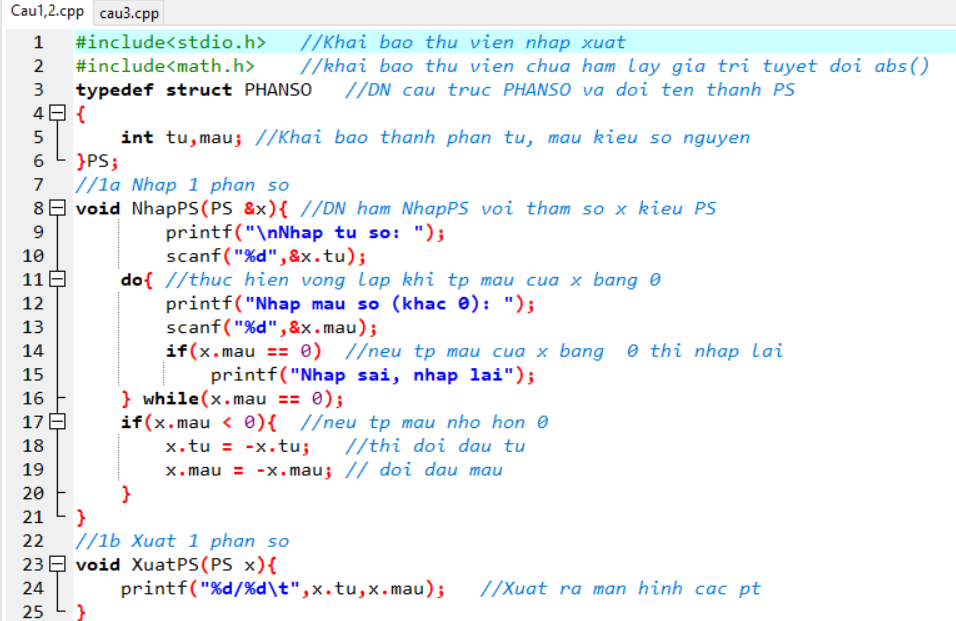 Cau1,2.cpp cau3.cpp
1 #include<stdio.h> //Khai bao thu vien nhap xuat
2 #include<math.h> //khai bao thu vien chua ham lay gia tri tuyet doi abs()
3 typedef struct PHANSO //DN cau truc PHANSO va doi ten thanh PS
4 {
5 int tu,mau; //Khai bao thanh phan tu, mau kieu so nguyen
6 }PS;
7 //1a Nhap 1 phan so
8 void NhapPS(PS &x){ //DN ham NhapPS voi tham so x kieu PS
9 printf("\nNhap tu so: ");
10 scanf("%d",&x.tu);
11 do{ //thuc hien vong lap khi tp mau cua x bang 0
12 printf("Nhap mau so (khac 0): ");
13 scanf("%d",&x.mau);
14 if(x.mau == 0) //neu tp mau cua x bang  0 thi nhap lai
15 printf("Nhap sai, nhap lai");
16 } while(x.mau == 0);
17 if(x.mau < 0){ //neu tp mau nho hon 0
18 x.tu = -x.tu; //thi doi dau tu
19 x.mau = -x.mau; // doi dau mau
20 }
21 }
22 //1b Xuat 1 phan so
23 void XuatPS(PS x){
24 printf("%d/%d\t",x.tu,x.mau); //Xuat ra man hinh cac pt
25 }